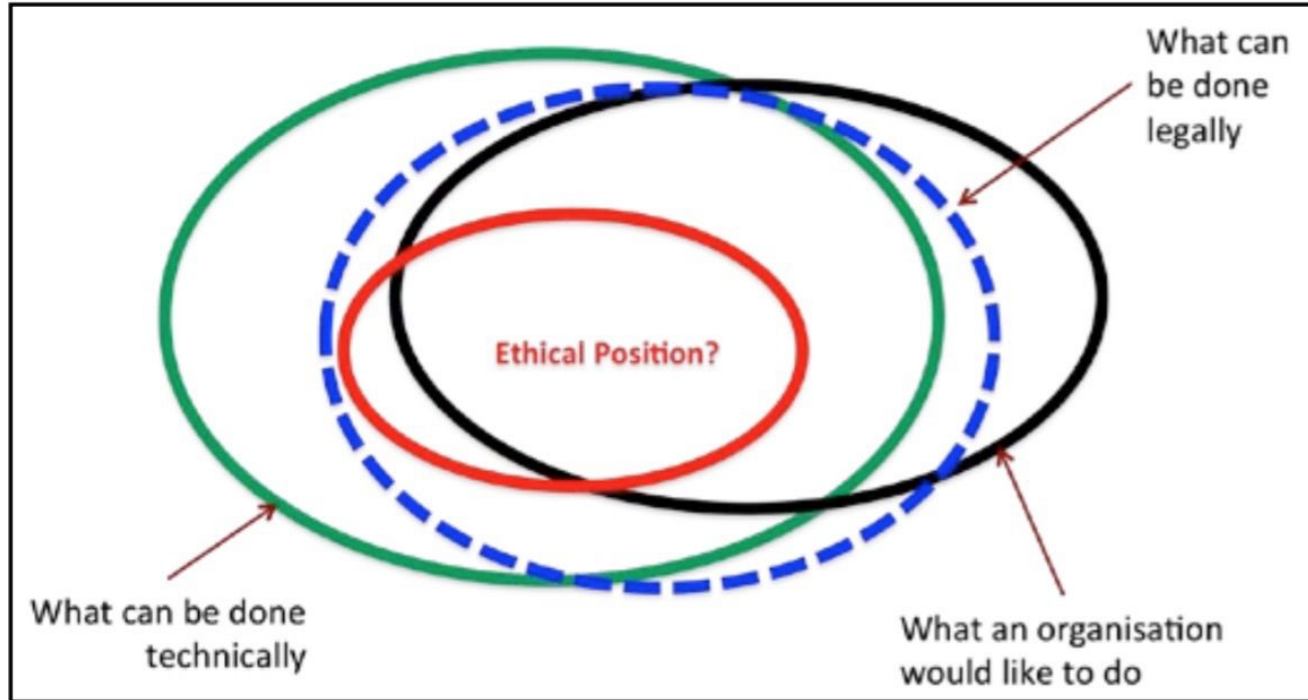 What can
be done
legally
Ethical Position?
What can be done
technically
What an organisation
would like to do